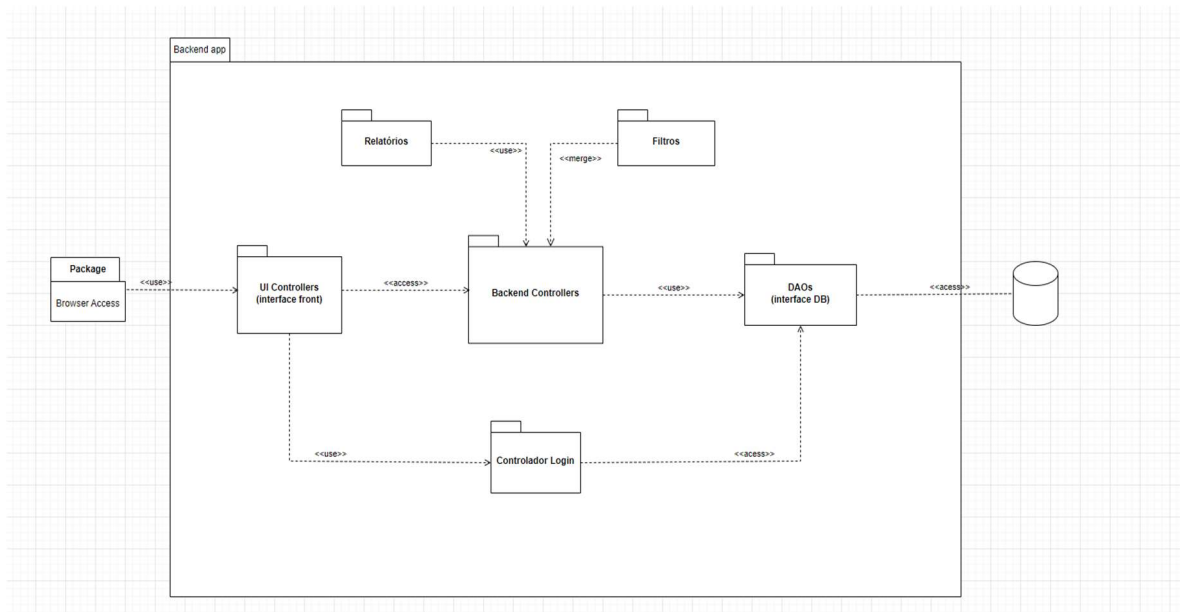 Backend app
Relatórios
<<use>>
Filtros
<<merge>>
Package
Browser Access
<<use>>
UI Controllers
(interface front)
<<access>>
Backend Controllers
<<use>>
DAOs
(interface DB)
<<acess>>
<<use>>
Controlador Login
<<acess>>